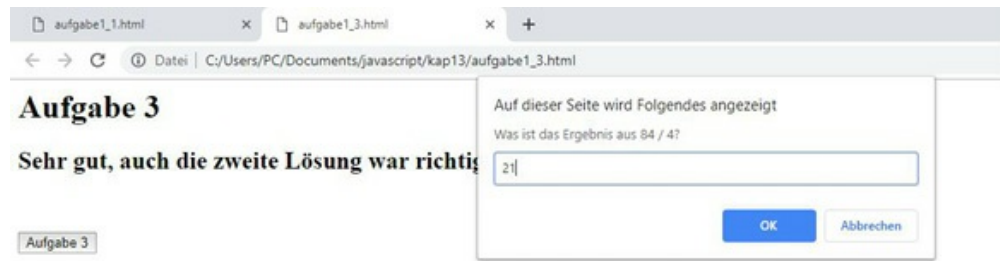 aufgabe1_1.html
aufgabe1_3.html
Datei | C:/Users/PC/Documents/javascript/kap13/aufgabe1_3.html
Aufgabe 3
Sehr gut, auch die zweite Lösung war richtig
Auf dieser Seite wird Folgendes angezeigt
Was ist das Ergebnis aus 84 / 4?
21
OK Abbrechen
Aufgabe 3